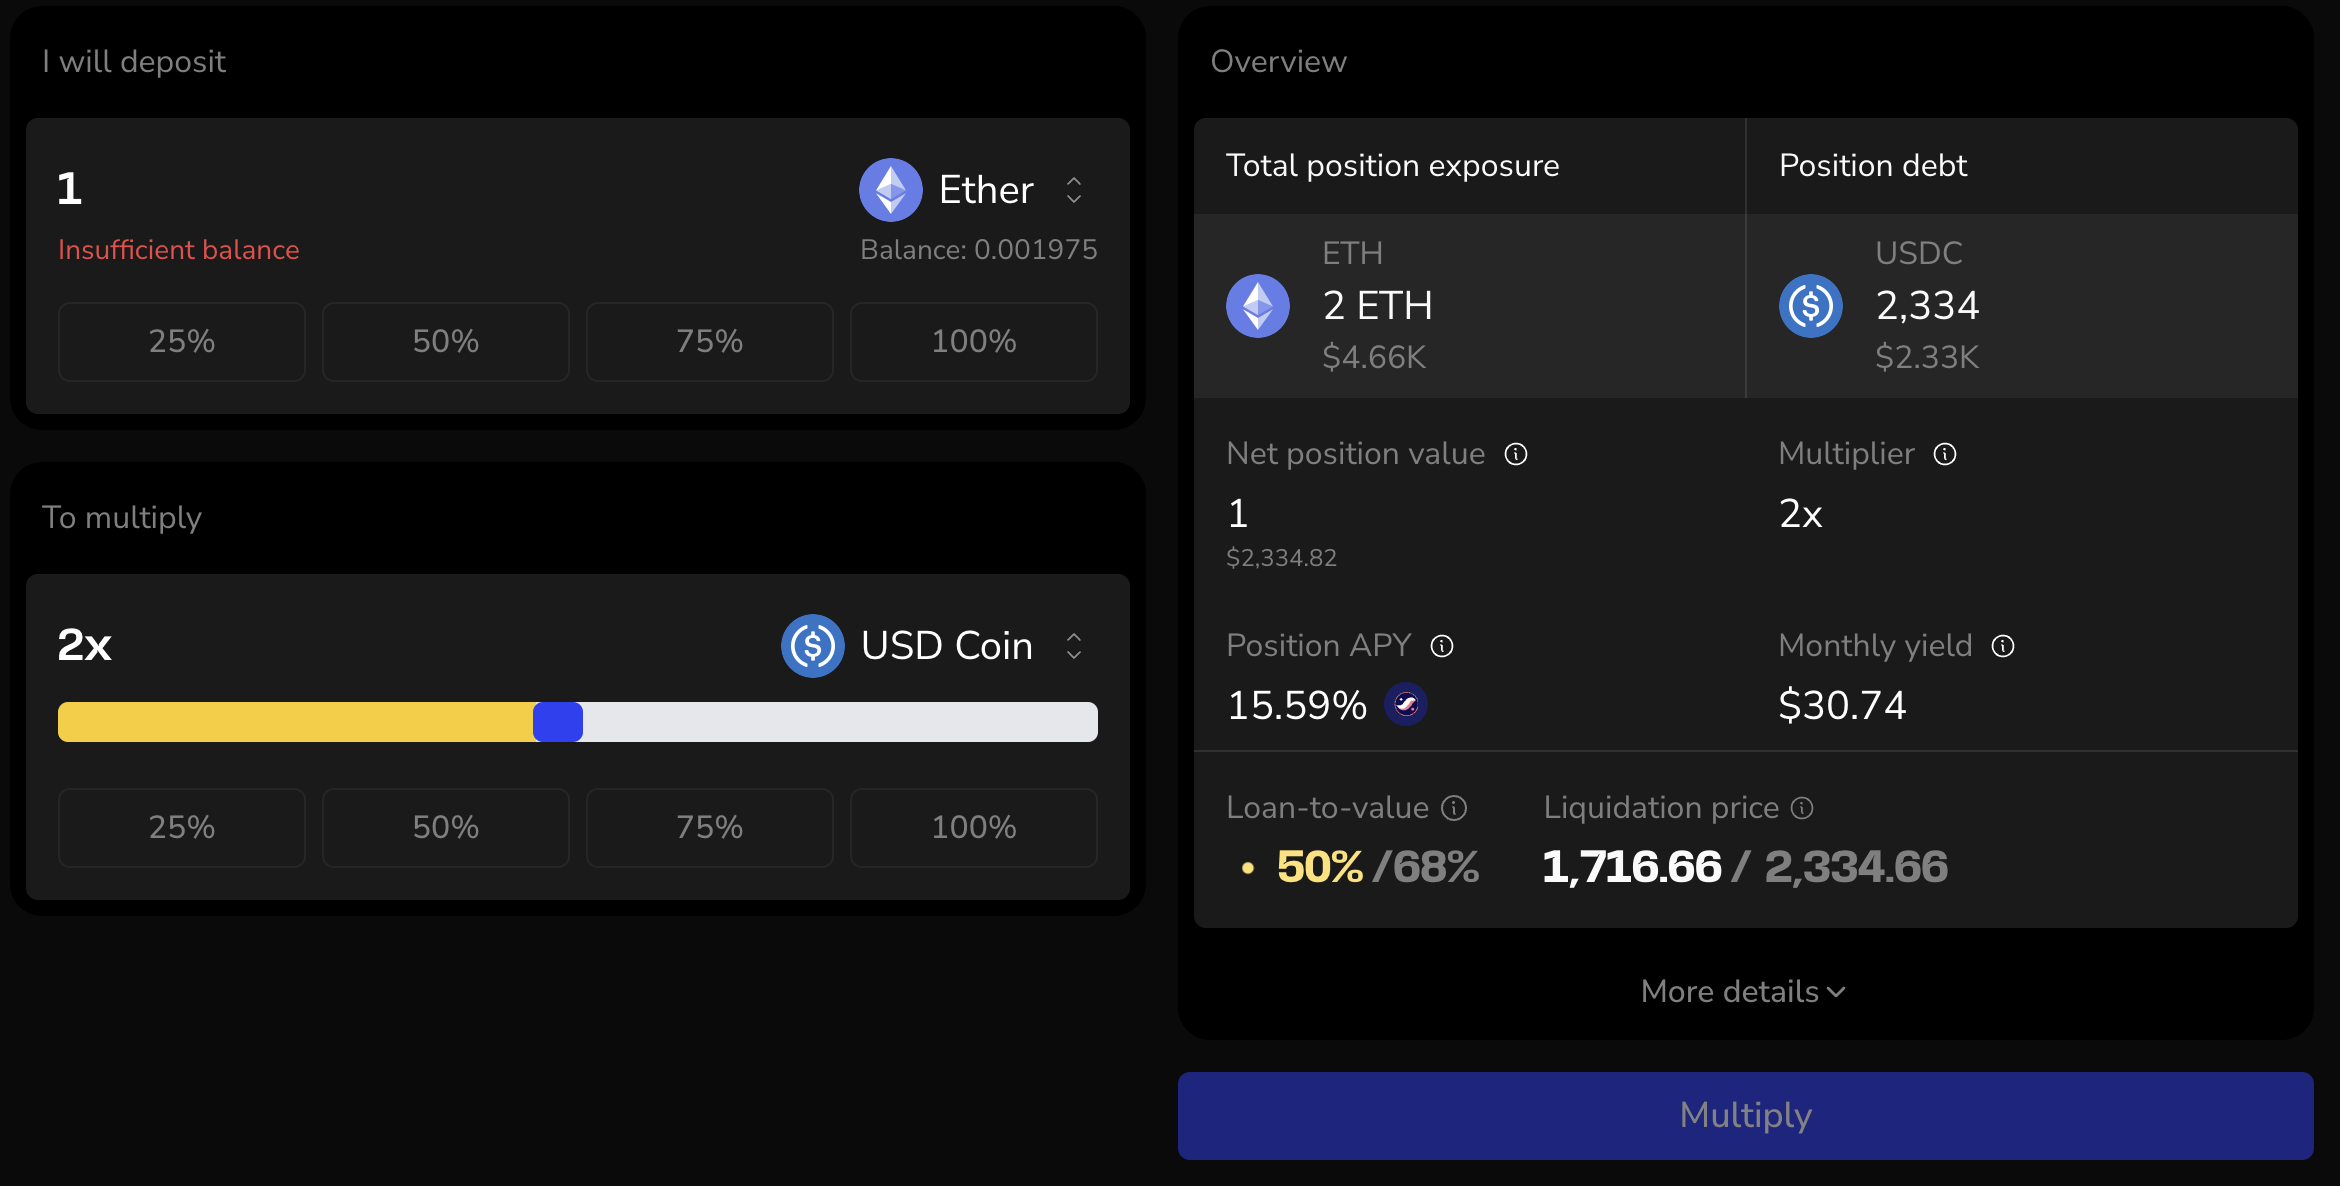 I will deposit
1
Ether
Insufficient balance
Balance: 0.001975
25%
50%
75%
100%
To multiply
2x
USD Coin
25%
50%
75%
100%
Overview
Total position exposure
Position debt
ETH
2 ETH
$4.66K
USDC
2,334
$2.33K
Net position value
1
$2,334.82
Multiplier
2x
Position APY
15.59%
Monthly yield
$30.74
Loan-to-value
50% /68%
Liquidation price
1,716.66 / 2,334.66
More details
Multiply